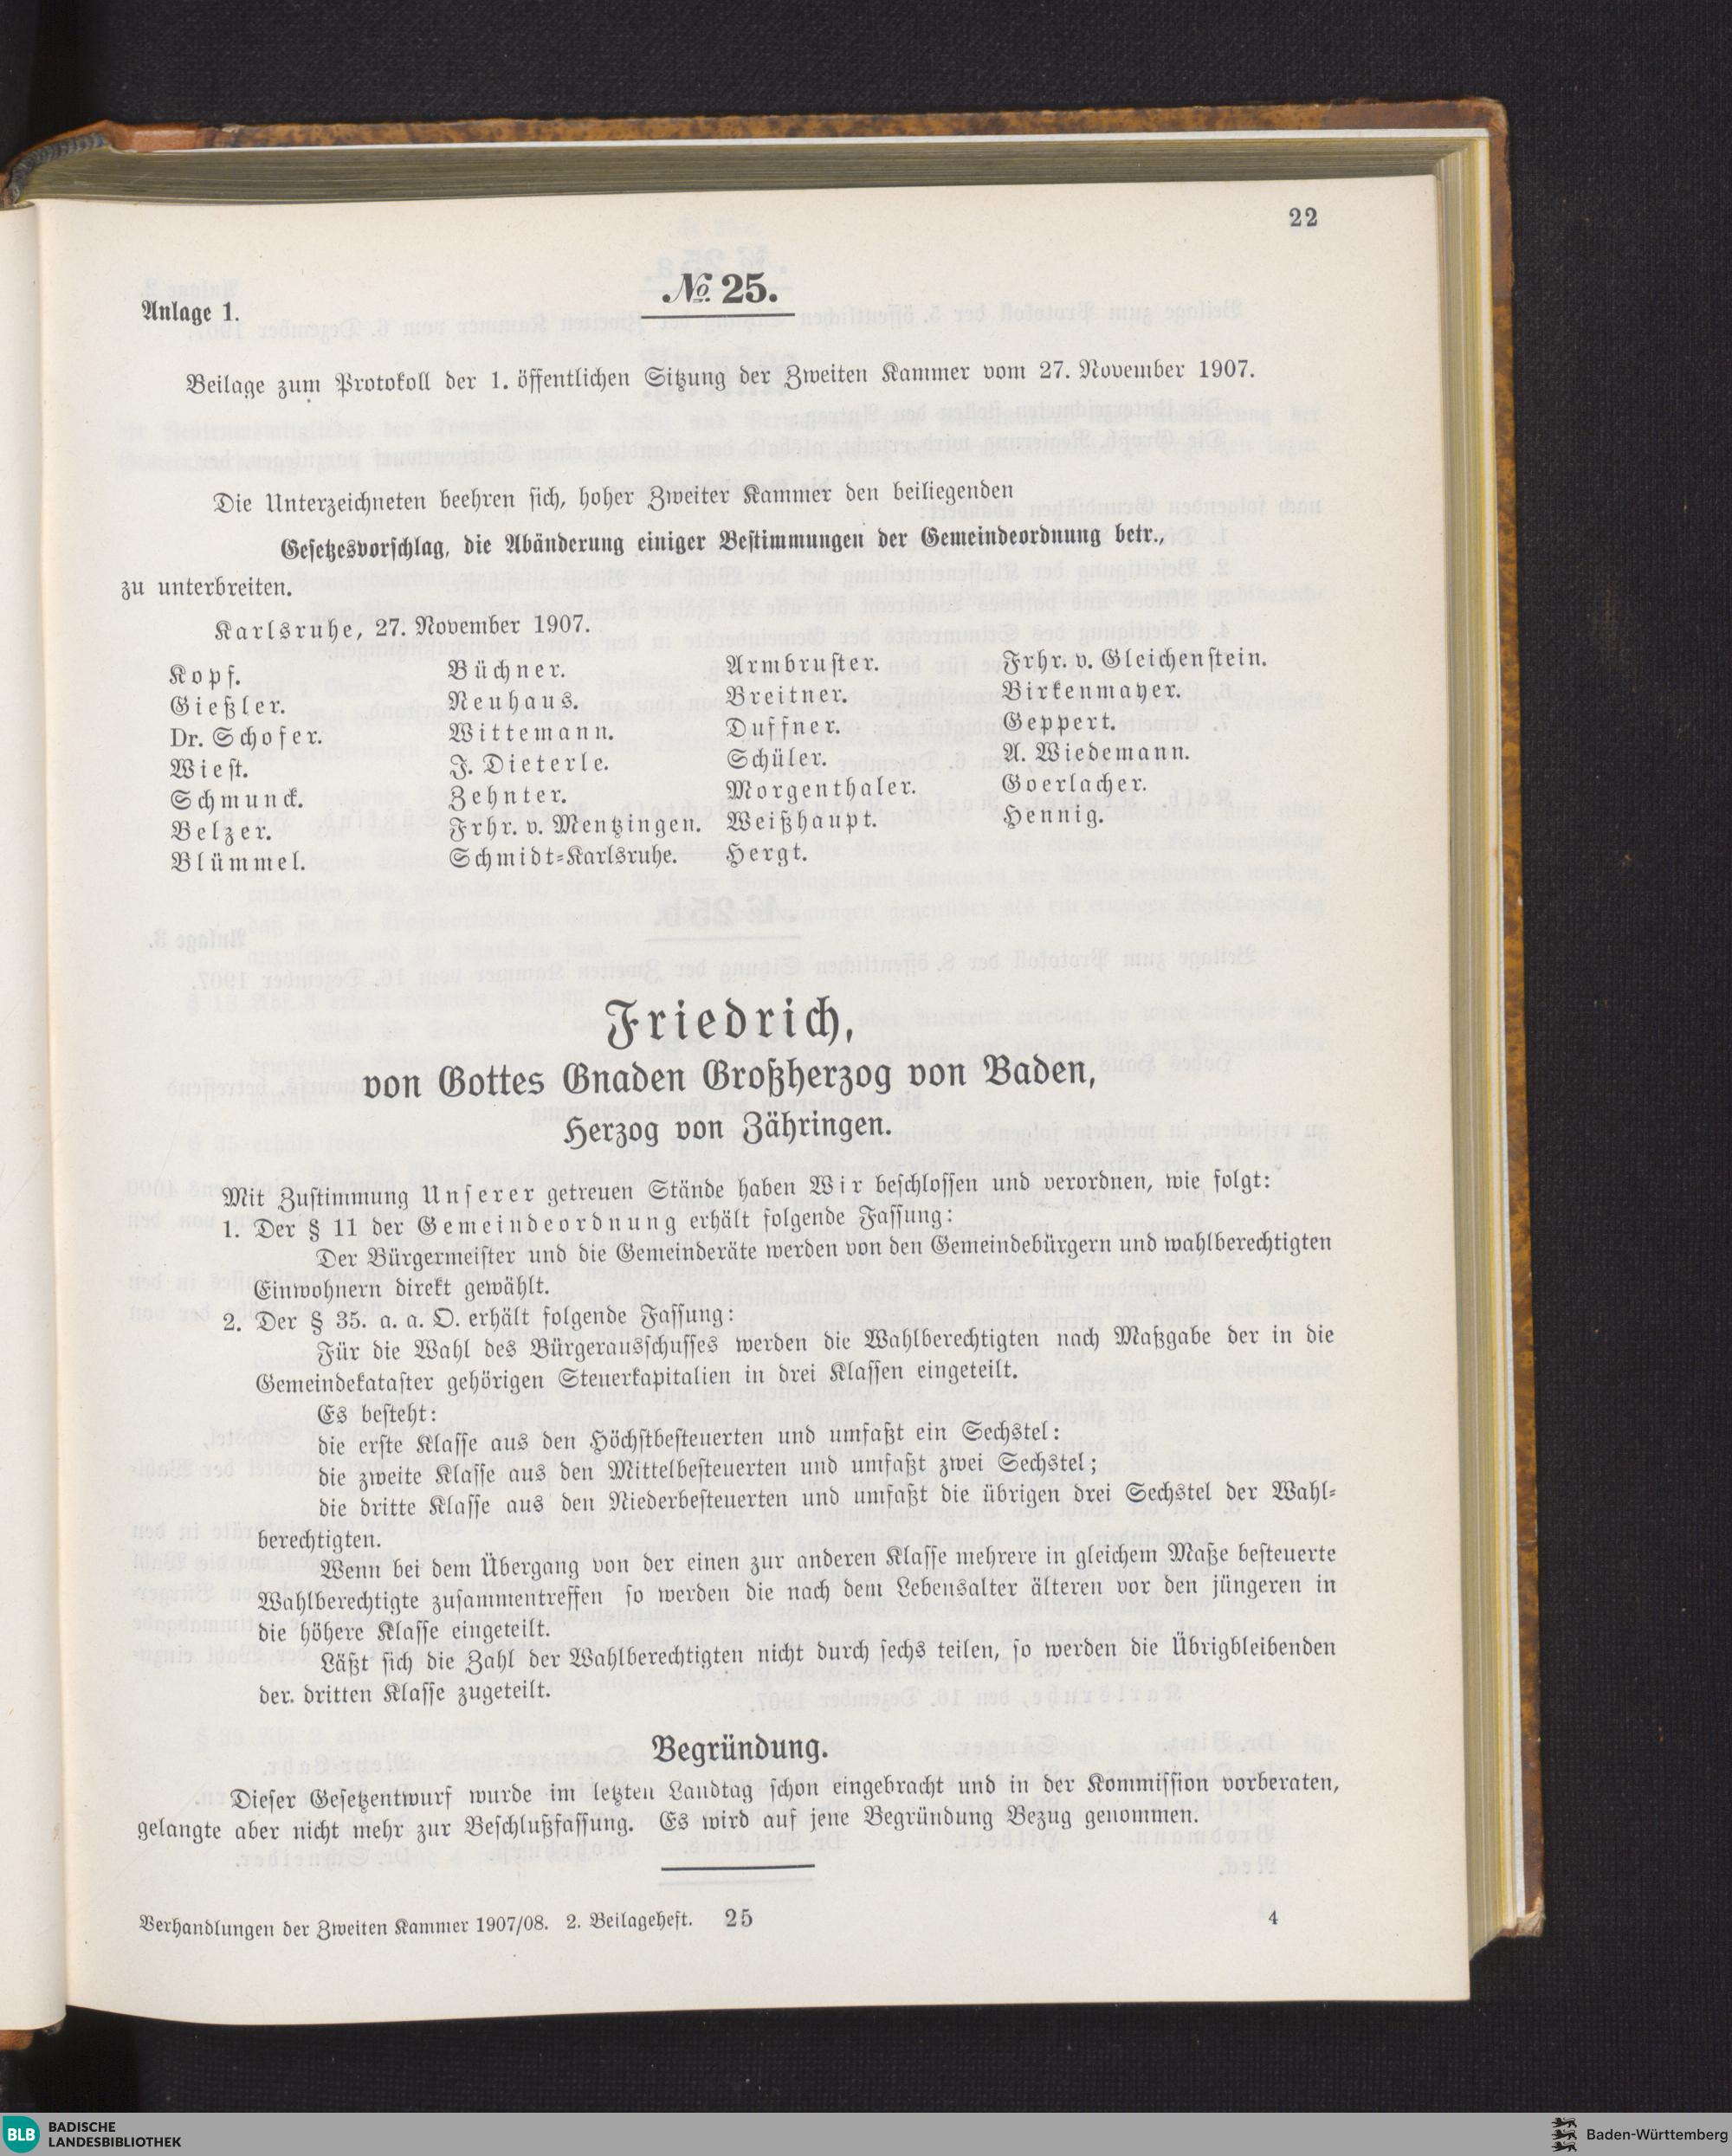 22
№ 25.
Anlage 1.
Beilage zum Protokoll der 1. öffentlichen Sitzung der Zweiten Kammer vom 27. November 1907.
Die Unterzeichneten beehren sich, hoher Zweiter Kammer den beiliegenden
Gesetzesvorschlag, die Abänderung einiger Bestimmungen der Gemeindeordnung betr.,
zu unterbreiten.
Karlsruhe, 27. November 1907.
Kopf. Büchner. Armbruster. Frhr. v. Gleichenstein.
Gießler. Neuhaus. Breitner. Birkenmayer.
Dr. Schofer. Wittemann. Duffner. Geppert.
Wiest. J. Dieterle. Schüler. A. Wiedemann.
Schmunck. Zehnter. Morgenthaler. Goerlacher.
Belzer. Frhr. v. Mentzingen. Weißhaupt. Hennig.
Blümmel. Schmidt-Karlsruhe. Hergt.
Friedrich,
von Gottes Gnaden Großherzog von Baden,
Herzog von Zähringen.
Mit Zustimmung Unserer getreuen Stände haben Wir beschlossen und verordnen, wie folgt:
1. Der § 11 der Gemeindeordnung erhält folgende Fassung:
Der Bürgermeister und die Gemeinderäte werden von den Gemeindebürgern und wahlberechtigten
Einwohnern direkt gewählt.
2. Der § 35. a. a. O. erhält folgende Fassung:
Für die Wahl des Bürgerausschusses werden die Wahlberechtigten nach Maßgabe der in die
Gemeindekataster gehörigen Steuerkapitalien in drei Klassen eingeteilt.
Es besteht:
die erste Klasse aus den Höchstbesteuerten und umfaßt ein Sechstel:
die zweite Klasse aus den Mittelbesteuerten und umfaßt zwei Sechstel;
die dritte Klasse aus den Niederbesteuerten und umfaßt die übrigen drei Sechstel der Wahl-
berechtigten.
Wenn bei dem Übergang von der einen zur anderen Klasse mehrere in gleichem Maße besteuerte
Wahlberechtigte zusammentreffen so werden die nach dem Lebensalter älteren vor den jüngeren in
die höhere Klasse eingeteilt.
Läßt sich die Zahl der Wahlberechtigten nicht durch sechs teilen, so werden die Übrigbleibenden
der. dritten Klasse zugeteilt.
Begründung.
Dieser Gesetzentwurf wurde im letzten Landtag schon eingebracht und in der Kommission vorberaten,
gelangte aber nicht mehr zur Beschlußfassung. Es wird auf jene Begründung Bezug genommen.
Verhandlungen der Zweiten Kammer 1907/08. 2. Beilageheft. 25 4
BLB BADISCHE
LANDESBIBLIOTHEK
Baden-Württemberg